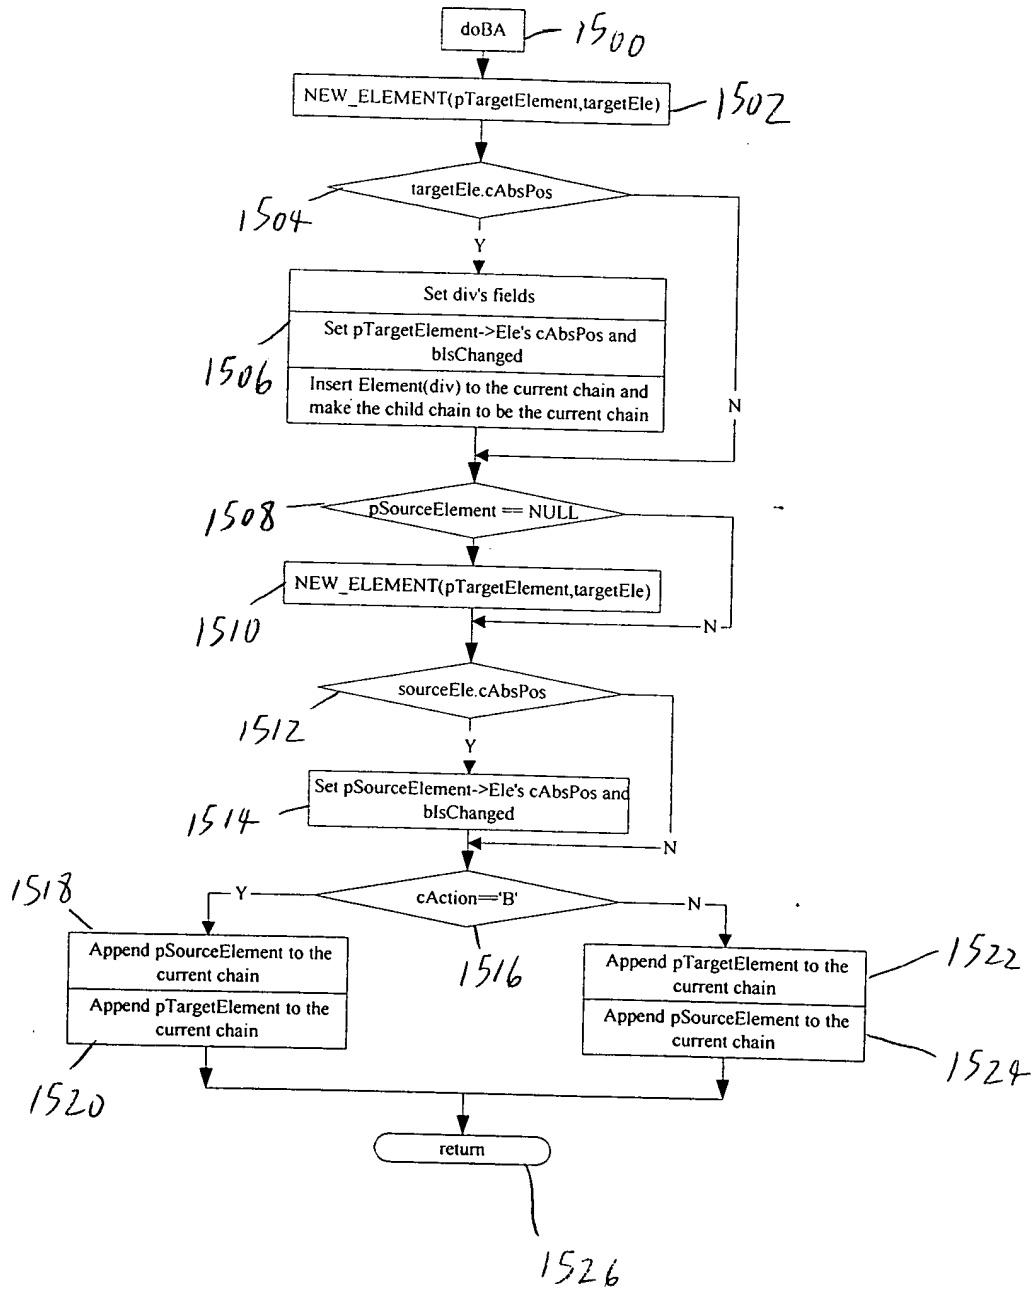 doBA
1500
NEW_ELEMENT(pTargetElement,targetEle)
1502
targetEle.cAbsPos
1504
Y
N
Set div's fields
Set pTargetElement->Ele's cAbsPos and
bIsChanged
1506
Insert Element(div) to the current chain and
make the child chain to be the current chain
pSourceElement == NULL
1508
NEW_ELEMENT(pTargetElement,targetEle)
1510
N
sourceEle.cAbsPos
1512
Y
Set pSourceElement->Ele's cAbsPos and
bIsChanged
1514
N
cAction=='B'
1516
Y
N
1518
Append pSourceElement to the
current chain
Append pTargetElement to the
current chain
1520
Append pTargetElement to the
current chain
1522
Append pSourceElement to the
current chain
1524
return
1526